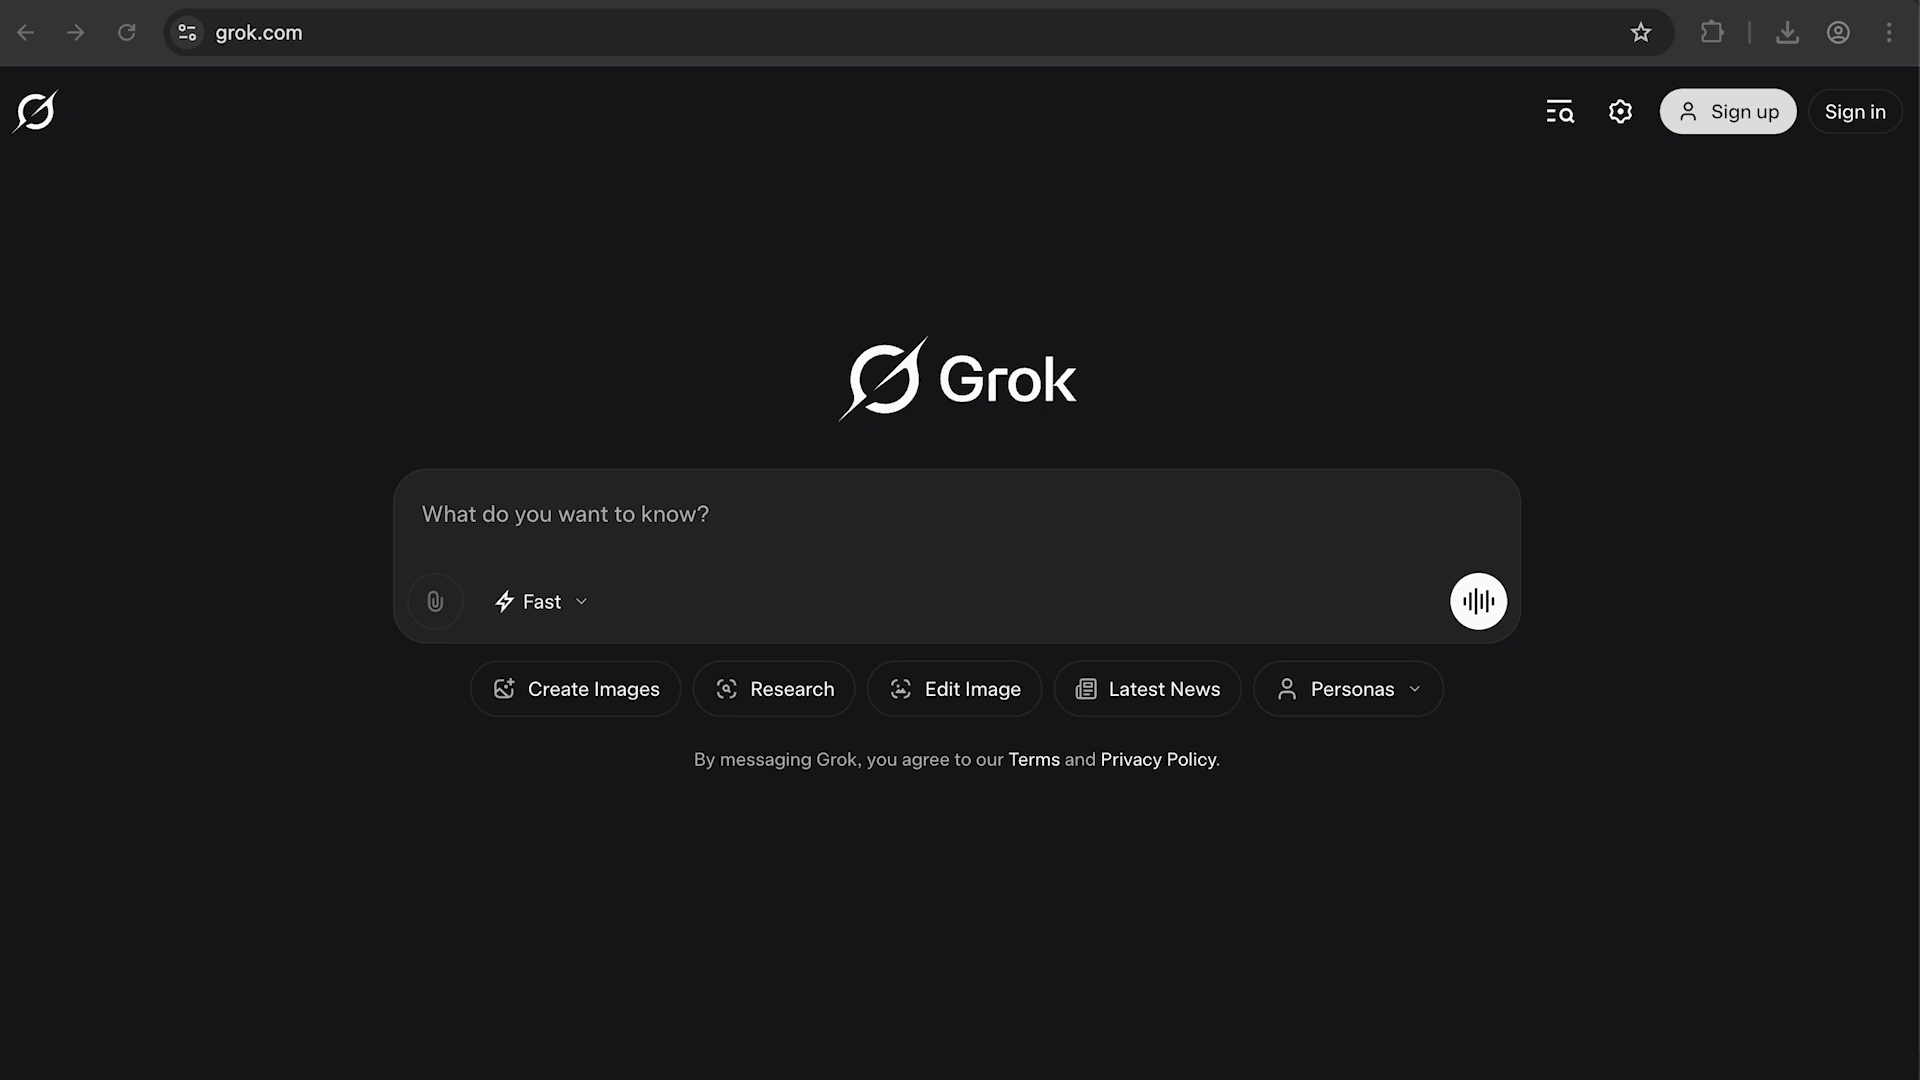 grok.com
Sign up
Sign in
Grok
What do you want to know?
Fast
Create Images
Research
Edit Image
Latest News
Personas
By messaging Grok, you agree to our Terms and Privacy Policy.